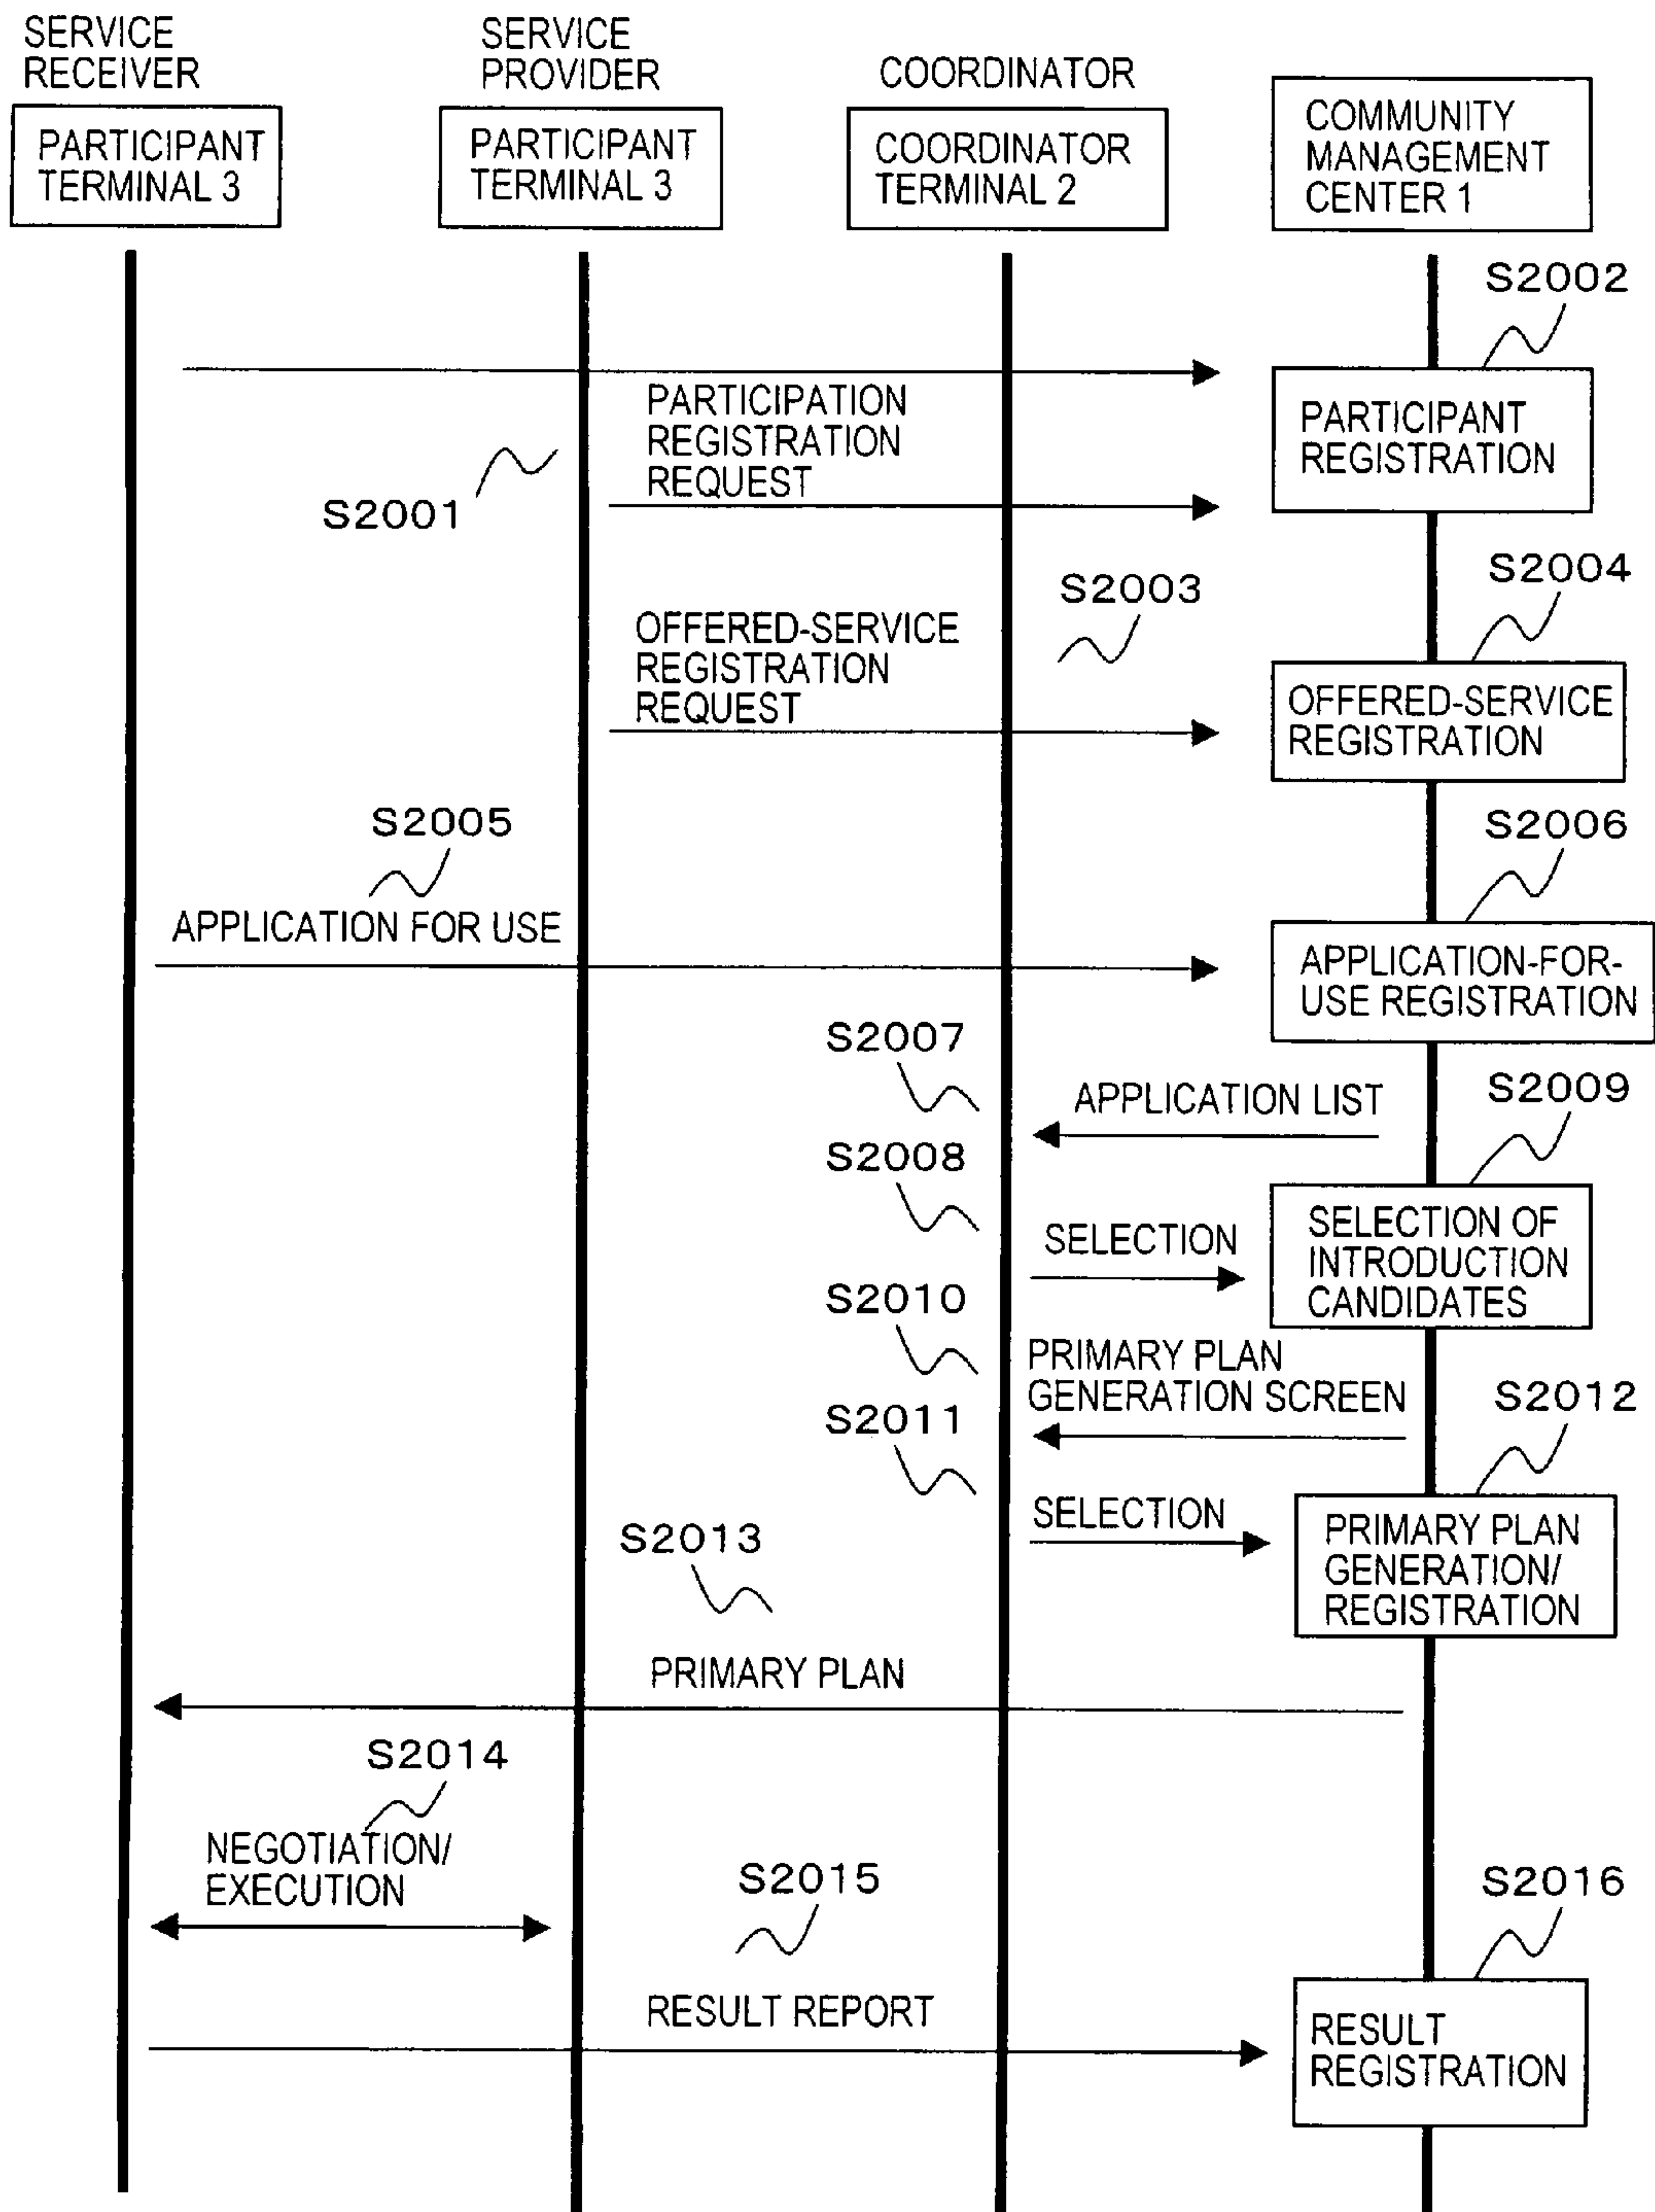 SERVICE
RECEIVER
SERVICE
PROVIDER
COORDINATOR
PARTICIPANT
TERMINAL 3
PARTICIPANT
TERMINAL 3
COORDINATOR
TERMINAL 2
COMMUNITY
MANAGEMENT
CENTER 1
S2002
PARTICIPATION
REGISTRATION
REQUEST
S2001
PARTICIPANT
REGISTRATION
S2003
S2004
OFFERED-SERVICE
REGISTRATION
REQUEST
OFFERED-SERVICE
REGISTRATION
S2005
S2006
APPLICATION FOR USE
APPLICATION-FOR-
USE REGISTRATION
S2007
APPLICATION LIST
S2009
S2008
SELECTION
SELECTION OF
INTRODUCTION
CANDIDATES
S2010
PRIMARY PLAN
GENERATION SCREEN
S2012
S2011
SELECTION
PRIMARY PLAN
GENERATION/
REGISTRATION
S2013
PRIMARY PLAN
S2014
NEGOTIATION/
EXECUTION
S2015
S2016
RESULT REPORT
RESULT
REGISTRATION